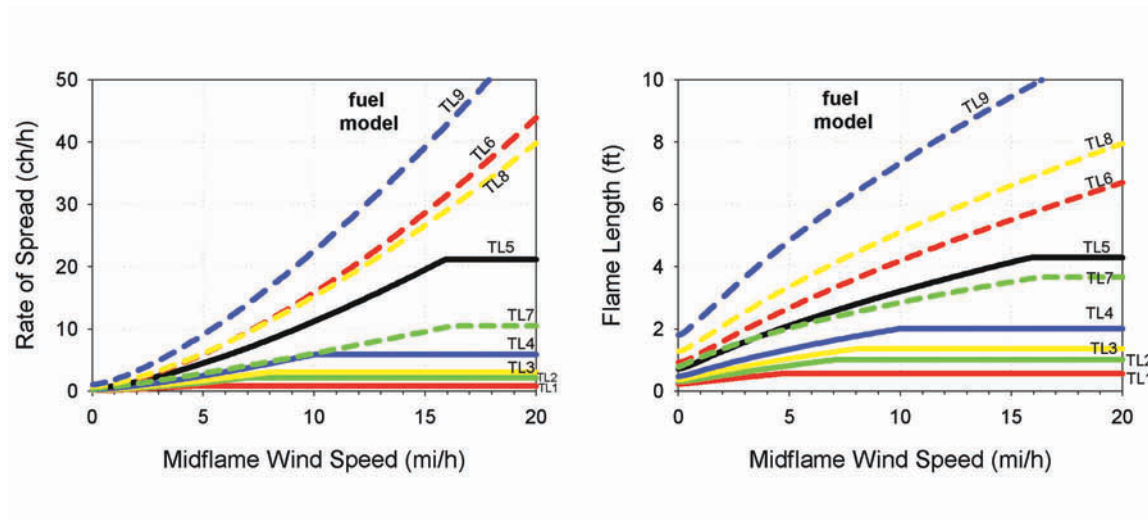 50
40
30
20
10
0
Rate of Spread (ch/h)
fuel
model
TL9
TL6
TL8
TL5
TL7
TL4
TL3
TL2
TL1
0 5 10 15 20
Midflame Wind Speed (mi/h)
10
8
6
4
2
0
Flame Length (ft)
fuel
model
TL9
TL8
TL6
TL5
TL7
TL4
TL3
TL2
TL1
0 5 10 15 20
Midflame Wind Speed (mi/h)